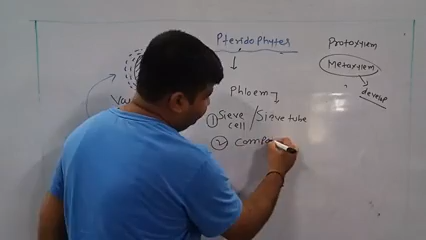 Pteridophytes
Phloem
① Sieve cell / Sieve tube
② Comp
Protoxylem
Metaxylem
develop